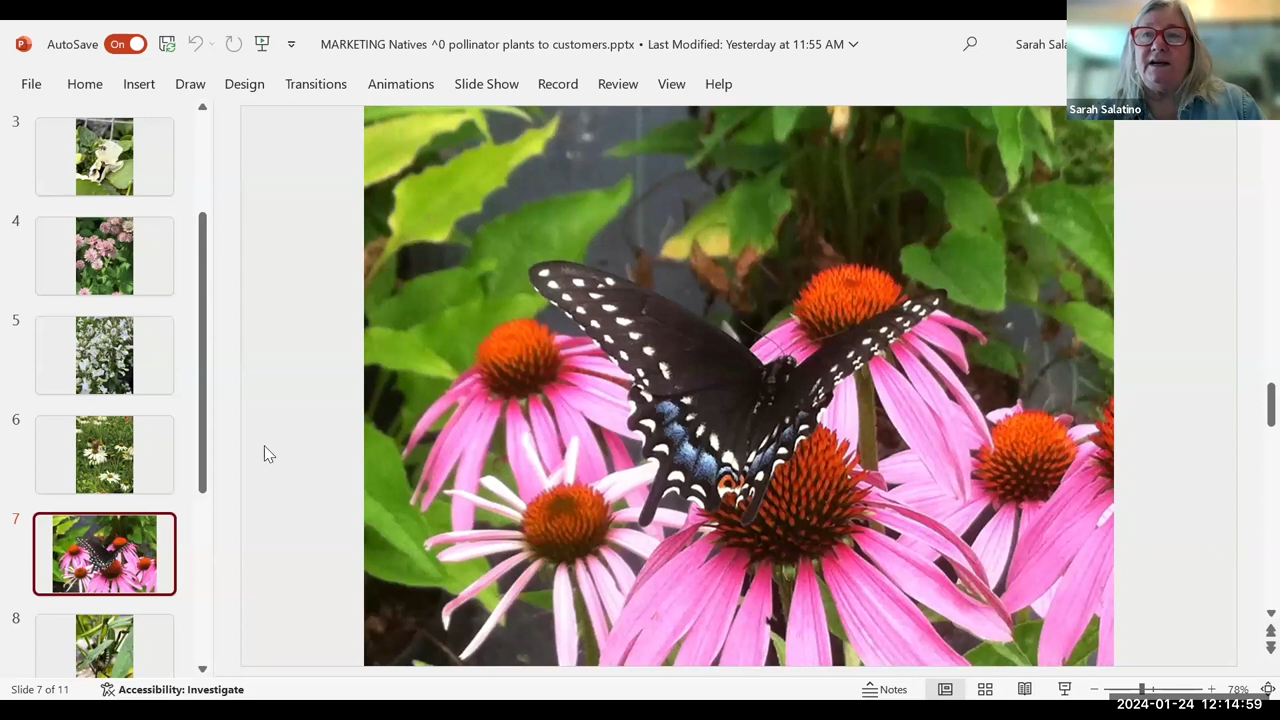 AutoSave On MARKETING Natives ^0 pollinator plants to customers.pptx • Last Modified: Yesterday at 11:55 AM
Sarah Salatino
File Home Insert Draw Design Transitions Animations Slide Show Record Review View Help
3
4
5
6
7
8
Slide 7 of 11 Accessibility: Investigate Notes 78%
2024-01-24 12:14:59